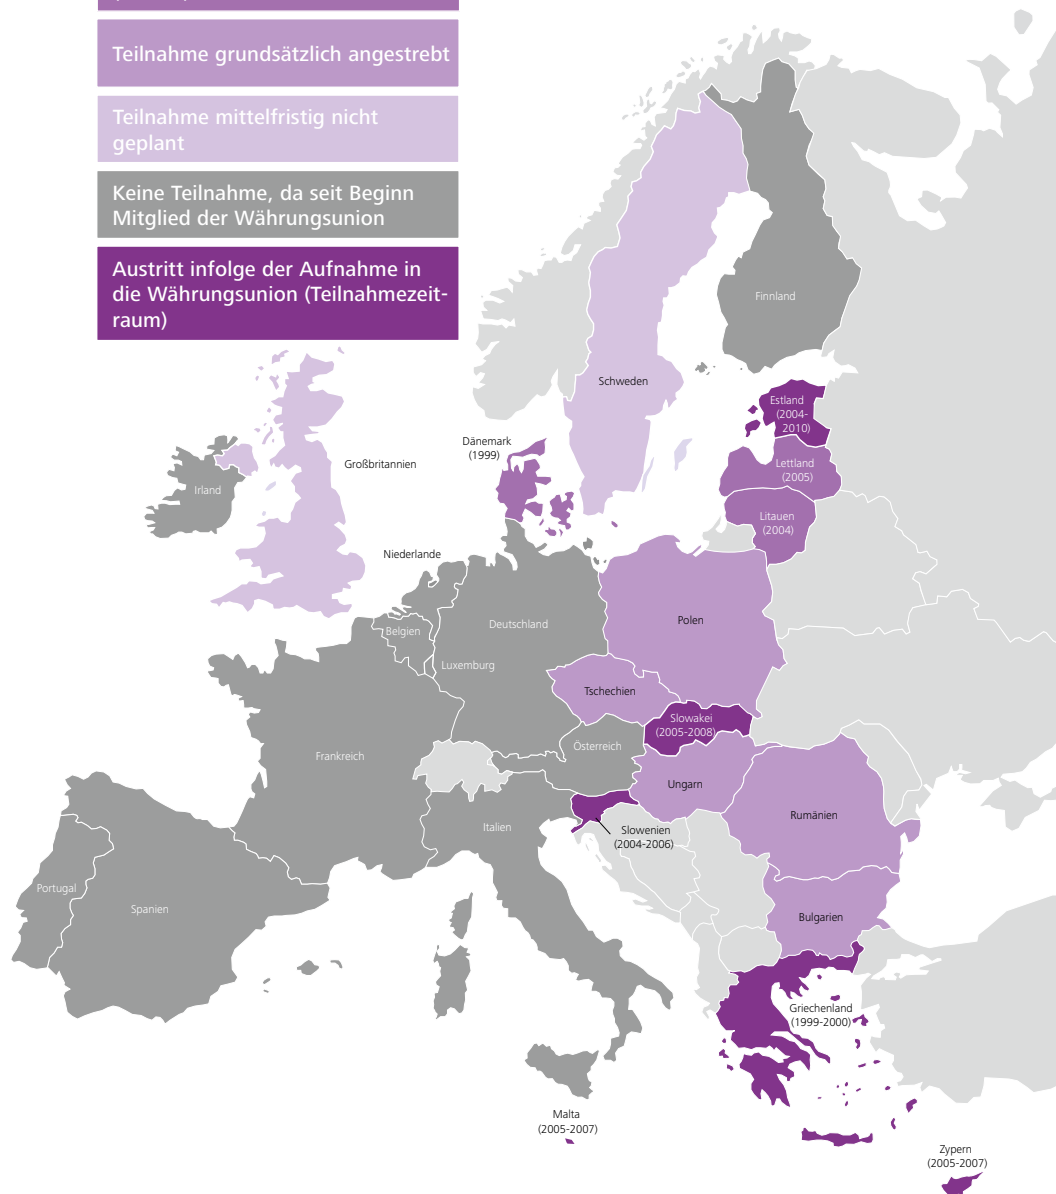 Teilnahme grundsätzlich angestrebt
Teilnahme mittelfristig nicht
geplant
Keine Teilnahme, da seit Beginn
Mitglied der Währungsunion
Austritt infolge der Aufnahme in
die Währungsunion (Teilnahmezeit-
raum)
Finnland
Schweden
Estland
(2004-
2010)
Dänemark
(1999)
Lettland
(2005)
Großbritannien
Irland
Litauen
(2004)
Niederlande
Belgien
Deutschland
Polen
Luxemburg
Tschechien
Slowakei
(2005-2008)
Österreich
Frankreich
Ungarn
Italien
Rumänien
Slowenien
(2004-2006)
Portugal
Spanien
Bulgarien
Griechenland
(1999-2000)
Malta
(2005-2007)
Zypern
(2005-2007)